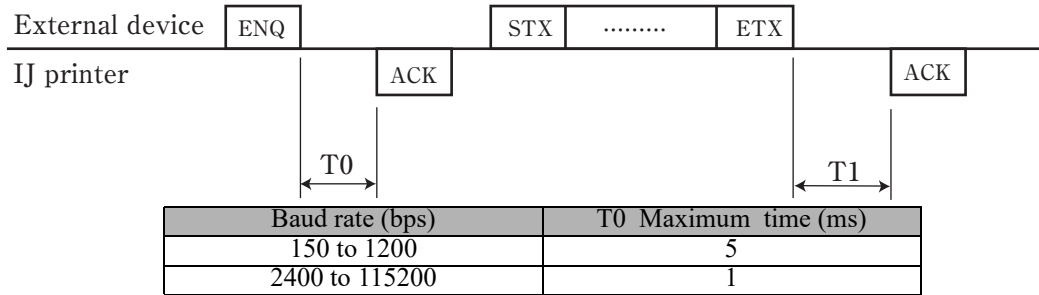 External device ENQ STX ......... ETX
IJ printer ACK ACK
T0 T1
Baud rate (bps) T0 Maximum time (ms)
150 to 1200 5
2400 to 115200 1